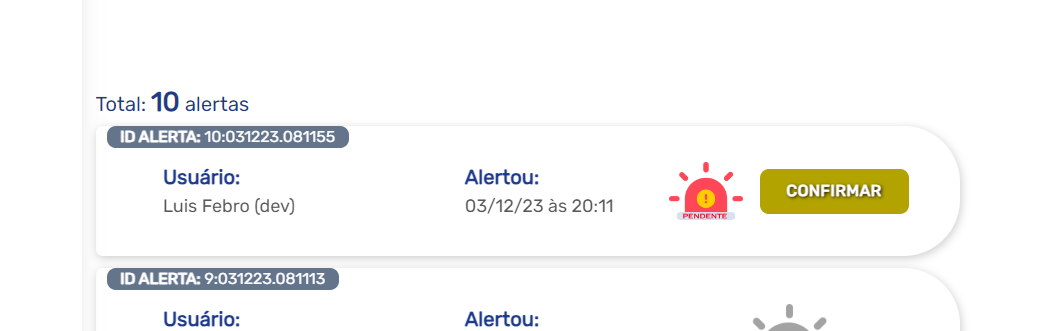 Total: 10 alertas
ID ALERTA: 10:031223.081155
Usuário: Alertou:
Luis Febro (dev) 03/12/23 às 20:11
PENDENTE
CONFIRMAR
ID ALERTA: 9:031223.081113
Usuário: Alertou: